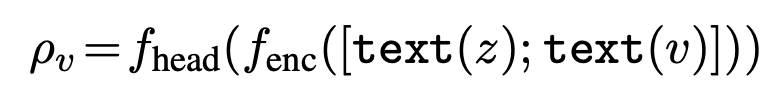 ρ_v = f_head(f_enc([text(z); text(v)]))